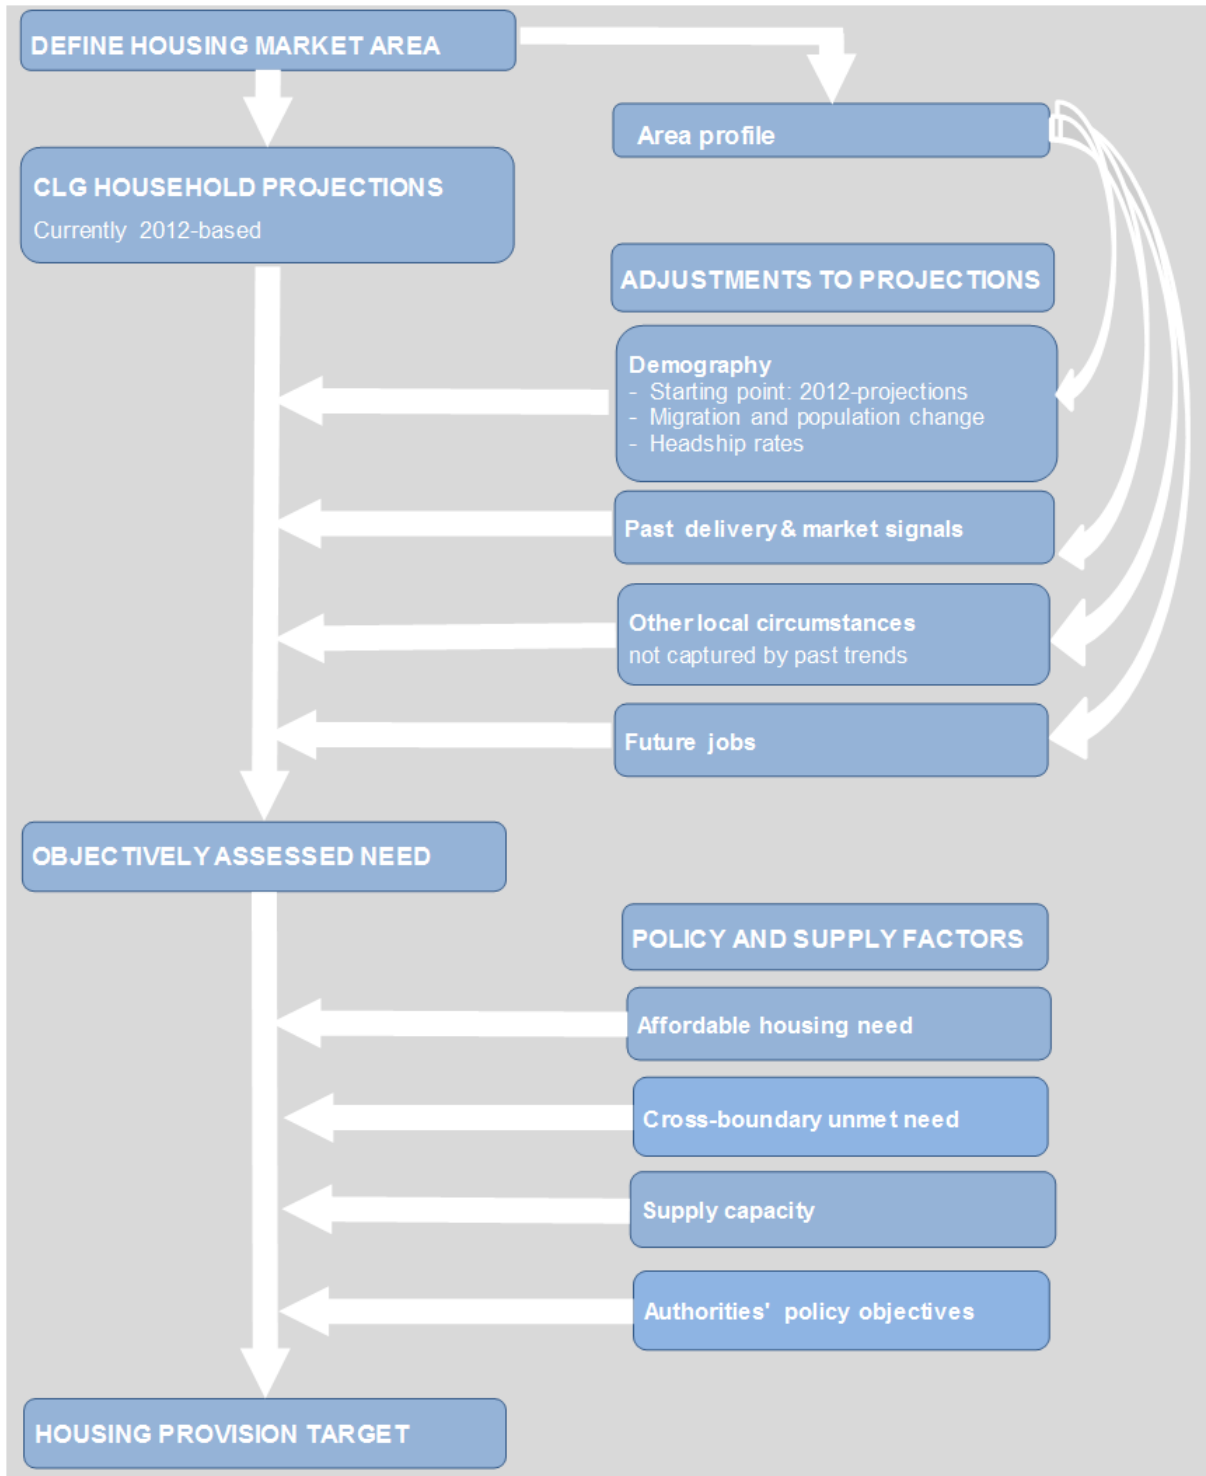 DEFINE HOUSING MARKET AREA
Area profile
CLG HOUSEHOLD PROJECTIONS
Currently 2012-based
ADJUSTMENTS TO PROJECTIONS
Demography
- Starting point: 2012-projections
- Migration and population change
- Headship rates
Past delivery & market signals
Other local circumstances
not captured by past trends
Future jobs
OBJECTIVELY ASSESSED NEED
POLICY AND SUPPLY FACTORS
Affordable housing need
Cross-boundary unmet need
Supply capacity
Authorities' policy objectives
HOUSING PROVISION TARGET